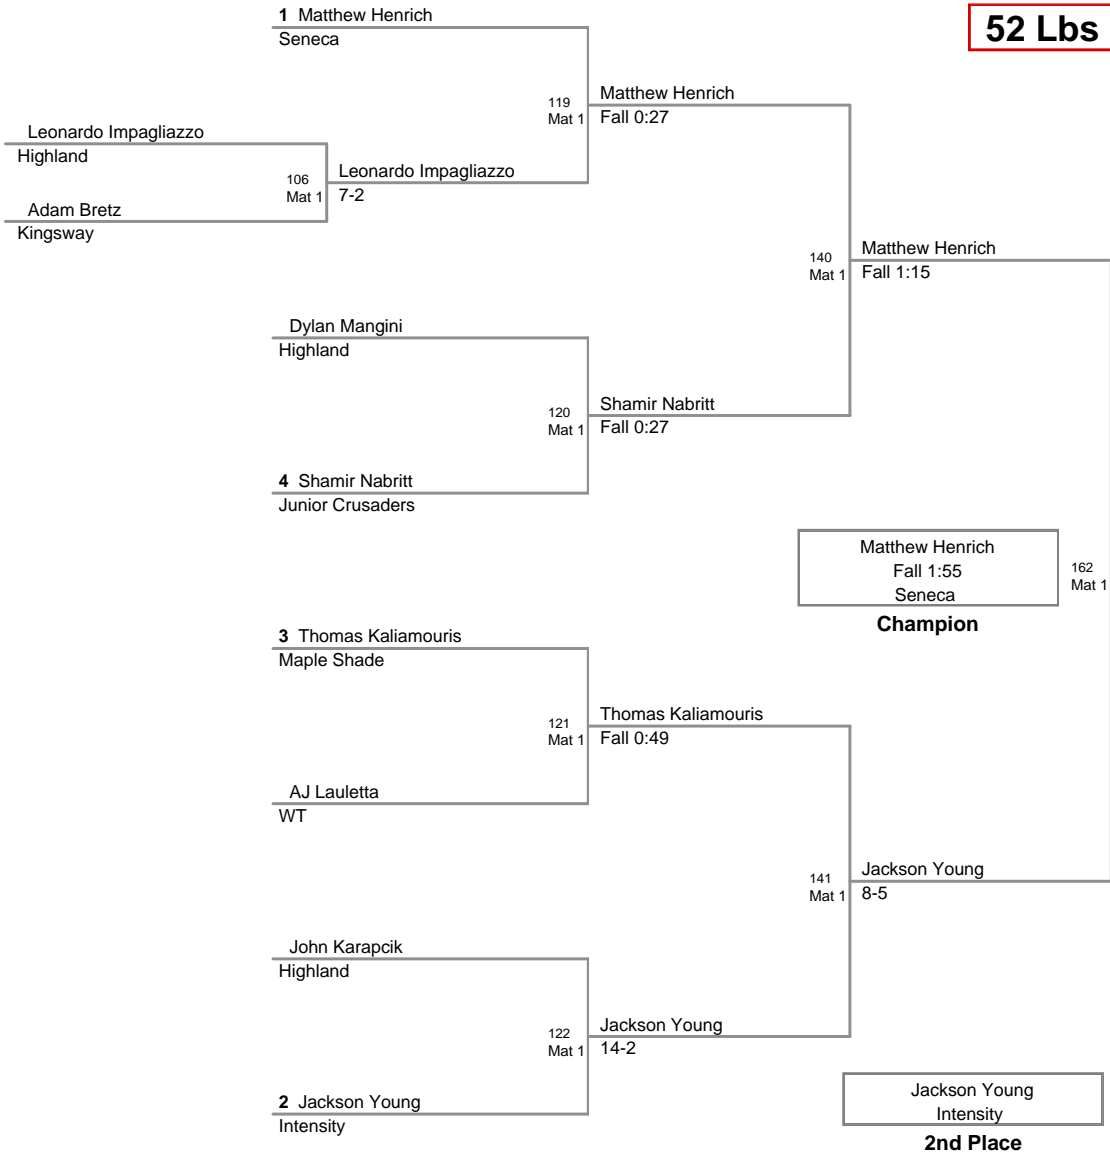 52 Lbs
1 Matthew Henrich
Seneca
Leonardo Impagliazzo
Highland
106
Mat 1
Leonardo Impagliazzo
7-2
Adam Bretz
Kingsway
119
Mat 1
Matthew Henrich
Fall 0:27
Dylan Mangini
Highland
120
Mat 1
Shamir Nabritt
Fall 0:27
4 Shamir Nabritt
Junior Crusaders
140
Mat 1
Matthew Henrich
Fall 1:15
Matthew Henrich
Fall 1:55
Seneca
Champion
162
Mat 1
3 Thomas Kaliamouris
Maple Shade
121
Mat 1
Thomas Kaliamouris
Fall 0:49
AJ Lauletta
WT
141
Mat 1
Jackson Young
8-5
John Karapcik
Highland
122
Mat 1
Jackson Young
14-2
2 Jackson Young
Intensity
Jackson Young
Intensity
2nd Place